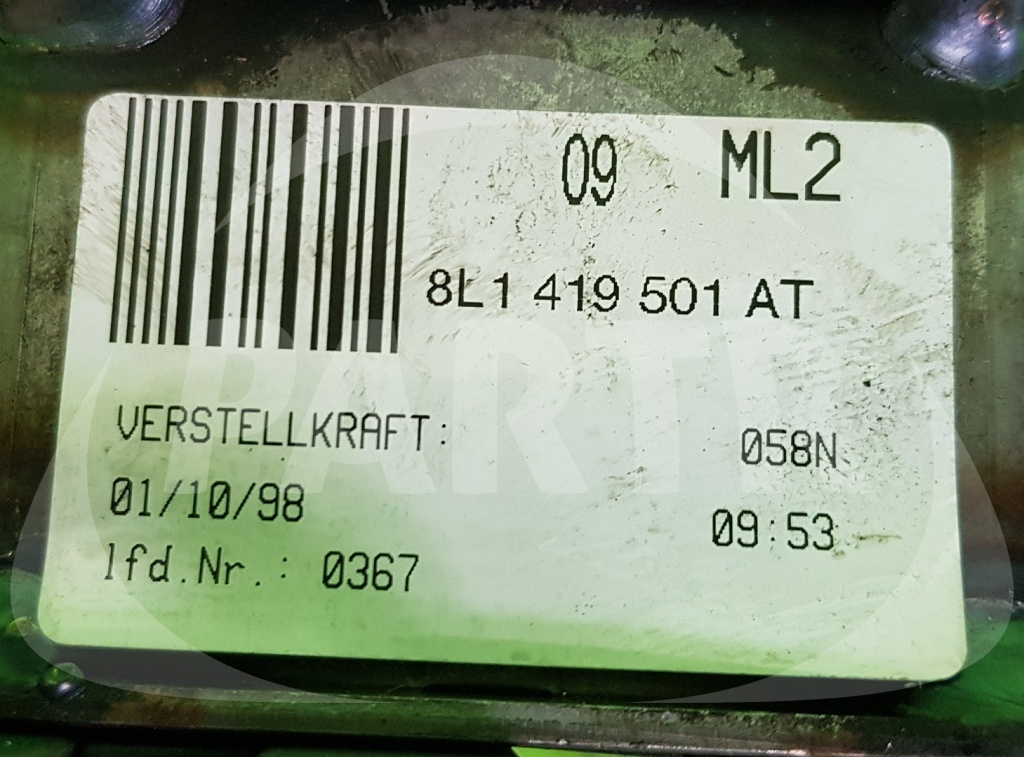 09 ML2
8L1 419 501 AT
VERSTELLKRAFT: 058N
01/10/98 09:53
lfd.Nr.: 0367